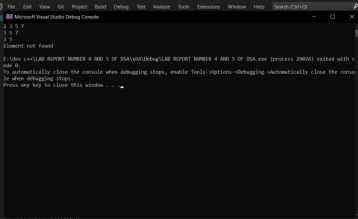 File Edit View Git Project Build Debug Test Analyze Tools Extensions Window Help Search (Ctrl+Q)
Microsoft Visual Studio Debug Console
2 3 5 7
3 5 7
3 5
Element not found
E:\dev c++\LAB REPORT NUMBER 4 AND 5 OF DSA\x64\Debug\LAB REPORT NUMBER 4 AND 5 OF DSA.exe (process 29024) exited with c
ode 0.
To automatically close the console when debugging stops, enable Tools->Options->Debugging->Automatically close the conso
le when debugging stops.
Press any key to close this window . . .